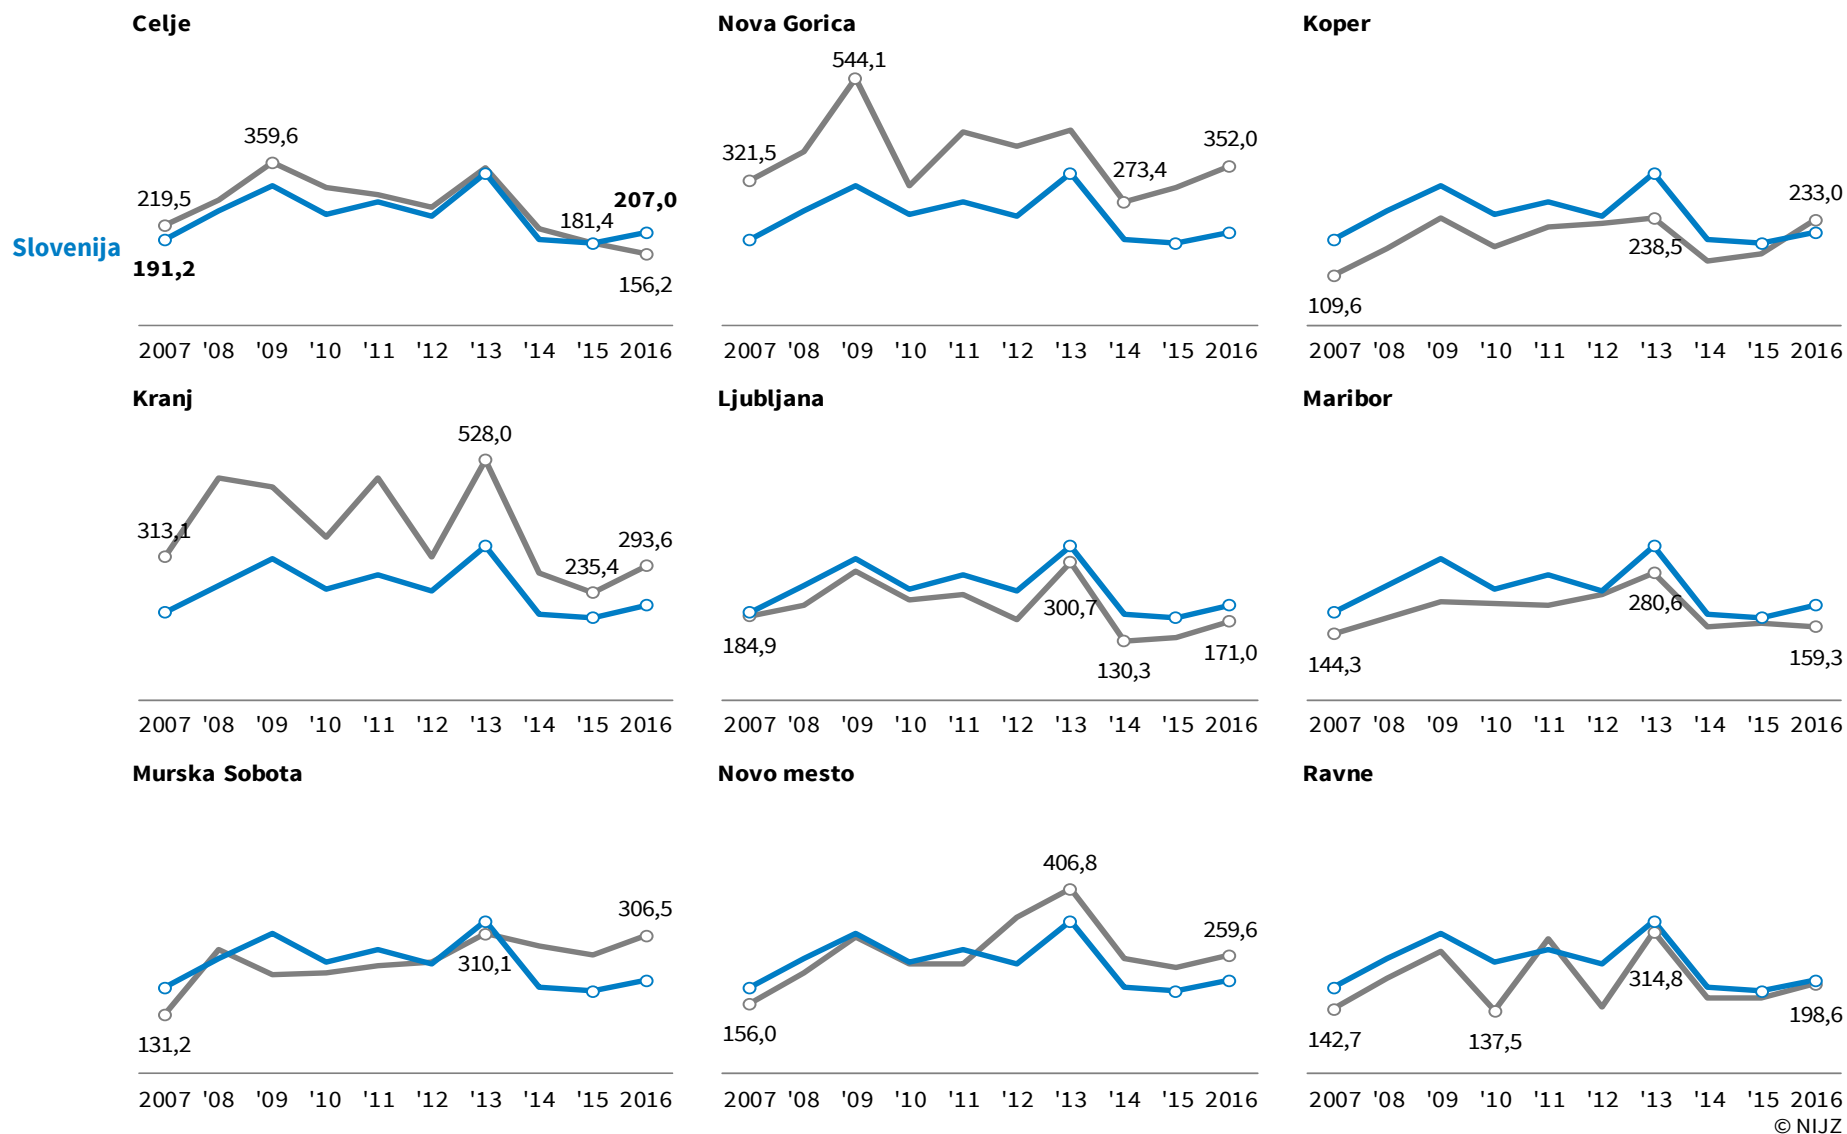 Celje
Nova Gorica
Koper
359,6
219,5
207,0
181,4
Slovenija
191,2
156,2
544,1
321,5
352,0
273,4
233,0
238,5
109,6
2007 '08 '09 '10 '11 '12 '13 '14 '15 2016
2007 '08 '09 '10 '11 '12 '13 '14 '15 2016
2007 '08 '09 '10 '11 '12 '13 '14 '15 2016
Kranj
Ljubljana
Maribor
528,0
313,1
293,6
235,4
300,7
184,9
171,0
130,3
280,6
144,3
159,3
2007 '08 '09 '10 '11 '12 '13 '14 '15 2016
2007 '08 '09 '10 '11 '12 '13 '14 '15 2016
2007 '08 '09 '10 '11 '12 '13 '14 '15 2016
Murska Sobota
Novo mesto
Ravne
306,5
310,1
131,2
406,8
259,6
156,0
314,8
198,6
142,7
137,5
2007 '08 '09 '10 '11 '12 '13 '14 '15 2016
2007 '08 '09 '10 '11 '12 '13 '14 '15 2016
2007 '08 '09 '10 '11 '12 '13 '14 '15 2016
© NIJZ